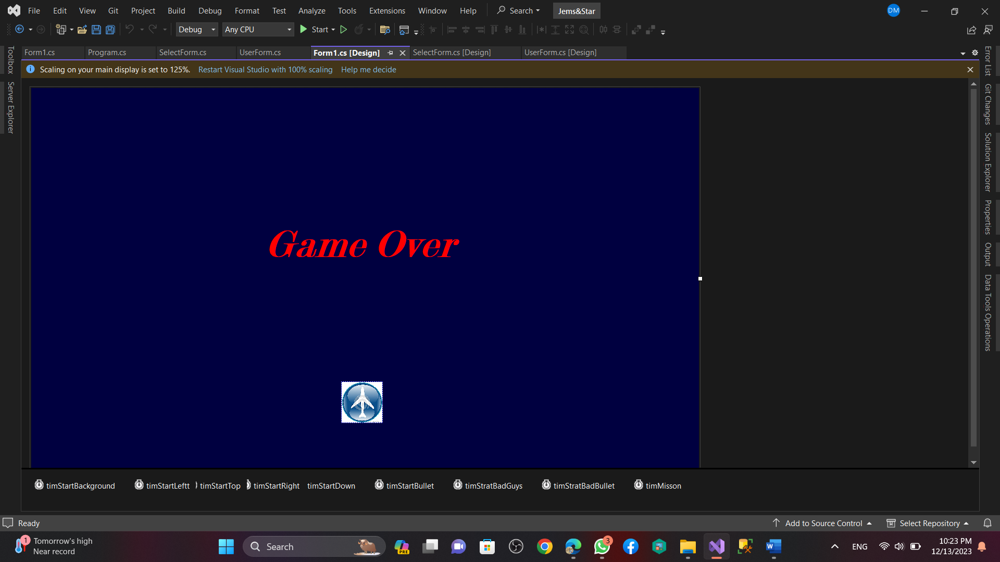 File Edit View Git Project Build Debug Format Test Analyze Tools Extensions Window Help Search Jems&Star DM
Debug Any CPU Start
Form1.cs Program.cs SelectForm.cs UserForm.cs Form1.cs [Design] SelectForm.cs [Design] UserForm.cs [Design]
Scaling on your main display is set to 125%. Restart Visual Studio with 100% scaling Help me decide
Toolbox
Server Explorer
Error List
Git Changes
Solution Explorer
Properties
Output
Data Tools Operations
Game Over
timStartBackground timStartLeftt timStartTop timStartRight timStartDown timStartBullet timStratBadGuys timStratBadBullet timMisson
Ready Add to Source Control Select Repository
1 Tomorrow's high
Near record
Search
PRE
3
ENG
10:23 PM
12/13/2023